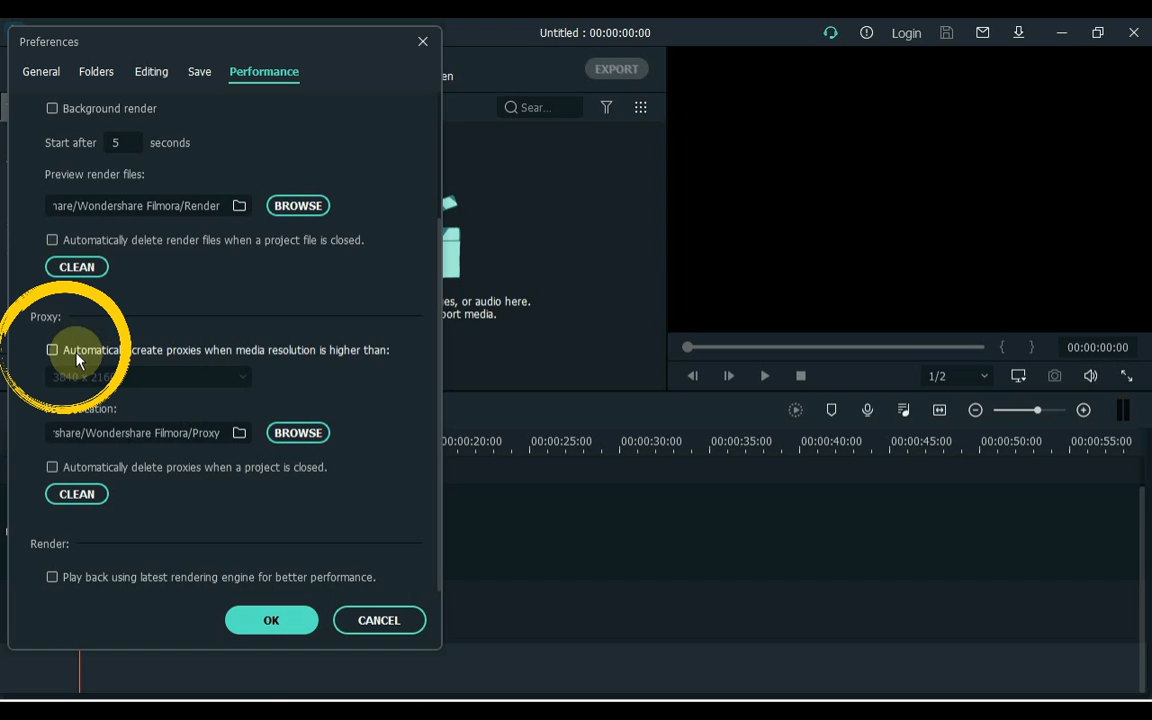 Preferences
Untitled : 00:00:00:00
Login
General Folders Editing Save Performance
en
EXPORT
Sear...
Background render
Start after 5 seconds
Preview render files:
are/Wondershare Filmora/Render
BROWSE
Automatically delete render files when a project file is closed.
CLEAN
es, or audio here.
port media.
Proxy:
Automatically create proxies when media resolution is higher than:
3840 x 2160
00:00:00:00
1/2
ation:
share/Wondershare Filmora/Proxy
BROWSE
00:00:20:00 00:00:25:00 00:00:30:00 00:00:35:00 00:00:40:00 00:00:45:00 00:00:50:00 00:00:55:00
Automatically delete proxies when a project is closed.
CLEAN
Render:
Play back using latest rendering engine for better performance.
OK
CANCEL